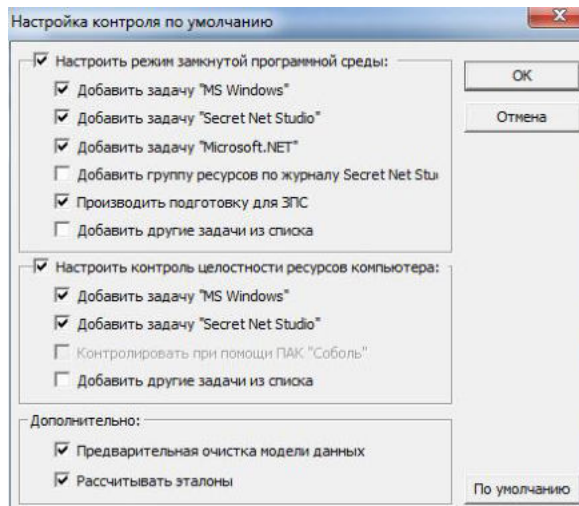 Настройка контроля по умолчанию
Настроить режим замкнутой программной среды:
Добавить задачу "MS Windows"
Добавить задачу "Secret Net Studio"
Добавить задачу "Microsoft.NET"
Добавить группу ресурсов по журналу Secret Net Stu
Производить подготовку для ЗПС
Добавить другие задачи из списка
Настроить контроль целостности ресурсов компьютера:
Добавить задачу "MS Windows"
Добавить задачу "Secret Net Studio"
Контролировать при помощи ПАК "Соболь"
Добавить другие задачи из списка
Дополнительно:
Предварительная очистка модели данных
Рассчитывать эталоны
OK
Отмена
По умолчанию